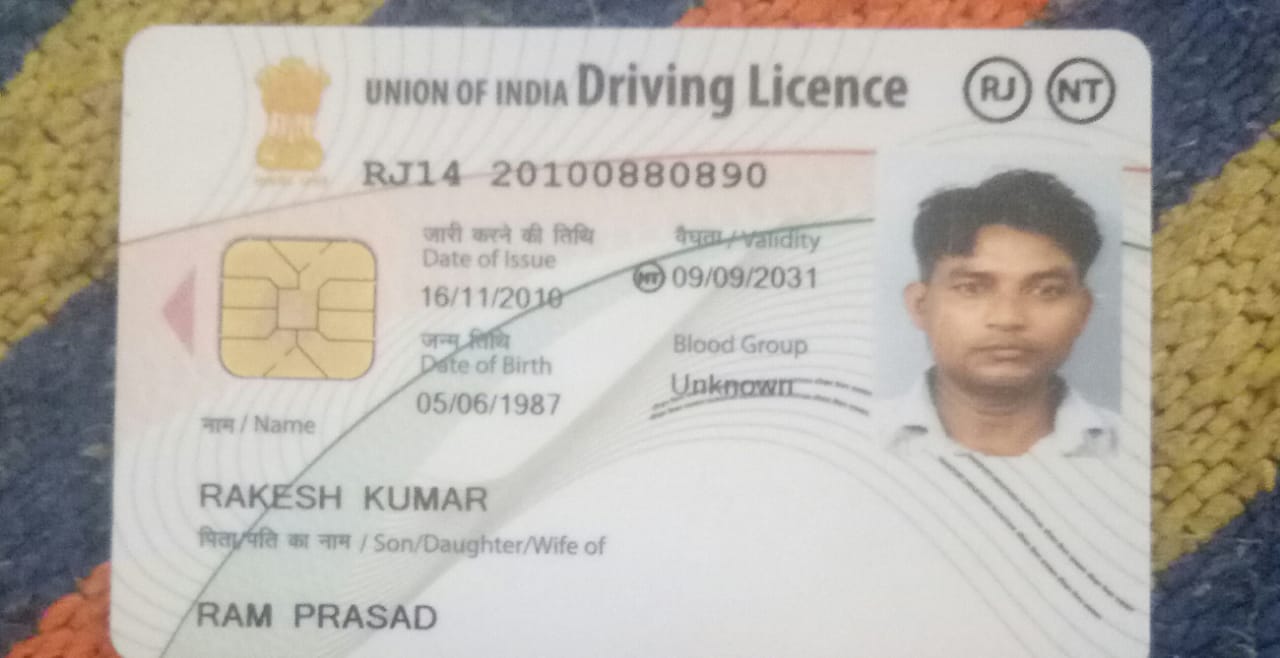 UNION OF INDIA Driving Licence RJ NT
RJ14 20100880890
जारी करने की तिथि
Date of Issue
16/11/2010
वैधता / Validity
NT 09/09/2031
जन्म तिथि
Date of Birth
05/06/1987
Blood Group
Unknown
नाम / Name
RAKESH KUMAR
पिता/पति का नाम / Son/Daughter/Wife of
RAM PRASAD